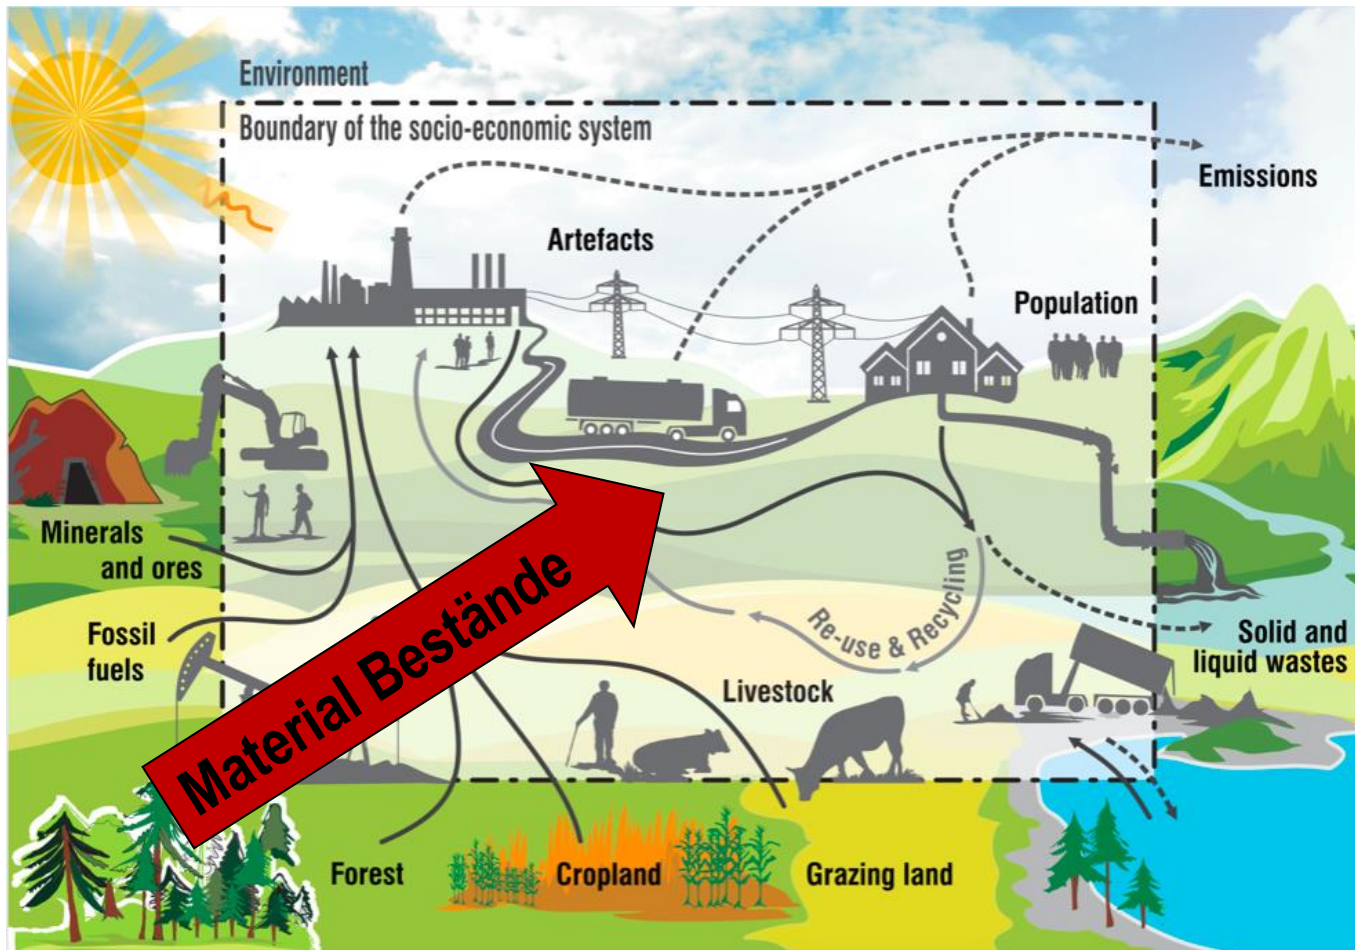 Environment
Boundary of the socio-economic system
Emissions
Artefacts
Population
Minerals
and ores
Fossil
fuels
Material Bestände
Re-use & Recycling
Solid and
liquid wastes
Livestock
Forest
Cropland
Grazing land